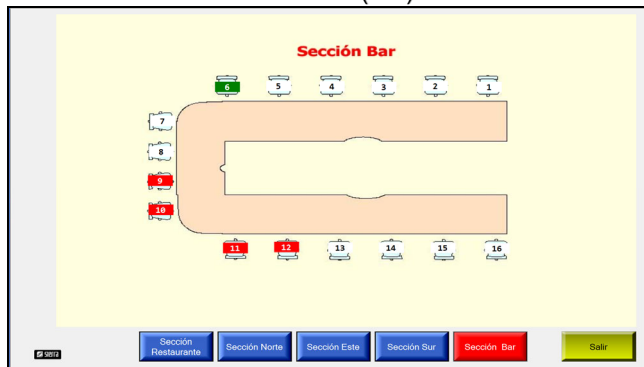 Sección Bar
6 5 4 3 2 1
7
8
9
10
11 12 13 14 15 16
Sección
Restaurante
Sección Norte
Sección Este
Sección Sur
Sección Bar
Salir